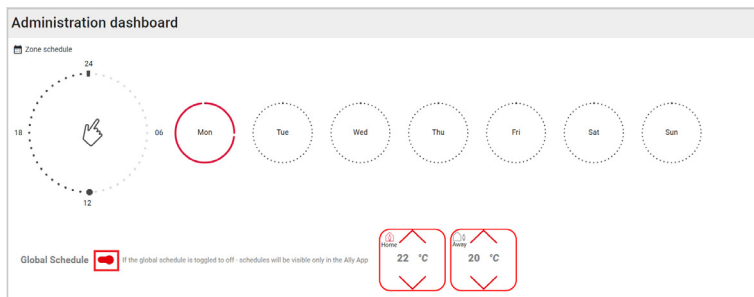 Administration dashboard
Zone schedule
24
18
06
12
Mon
Tue
Wed
Thu
Fri
Sat
Sun
Global Schedule
If the global schedule is toggled to off - schedules will be visible only in the Ally App
Home
22 °C
Away
20 °C